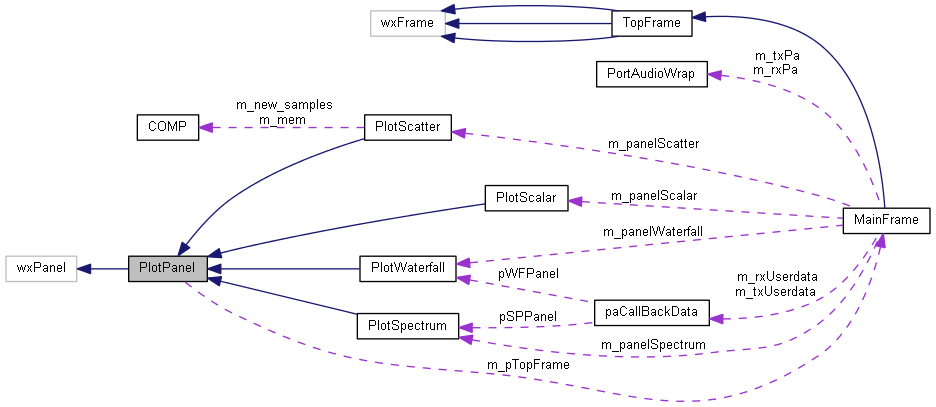 wxFrame
TopFrame
m_txPa
m_rxPa
PortAudioWrap
m_new_samples
m_mem
COMP
PlotScatter
m_panelScatter
PlotScalar
m_panelScalar
MainFrame
m_panelWaterfall
wxPanel
PlotPanel
PlotWaterfall
pWFPanel
m_rxUserdata
m_txUserdata
paCallBackData
pSPPanel
PlotSpectrum
m_panelSpectrum
m_pTopFrame